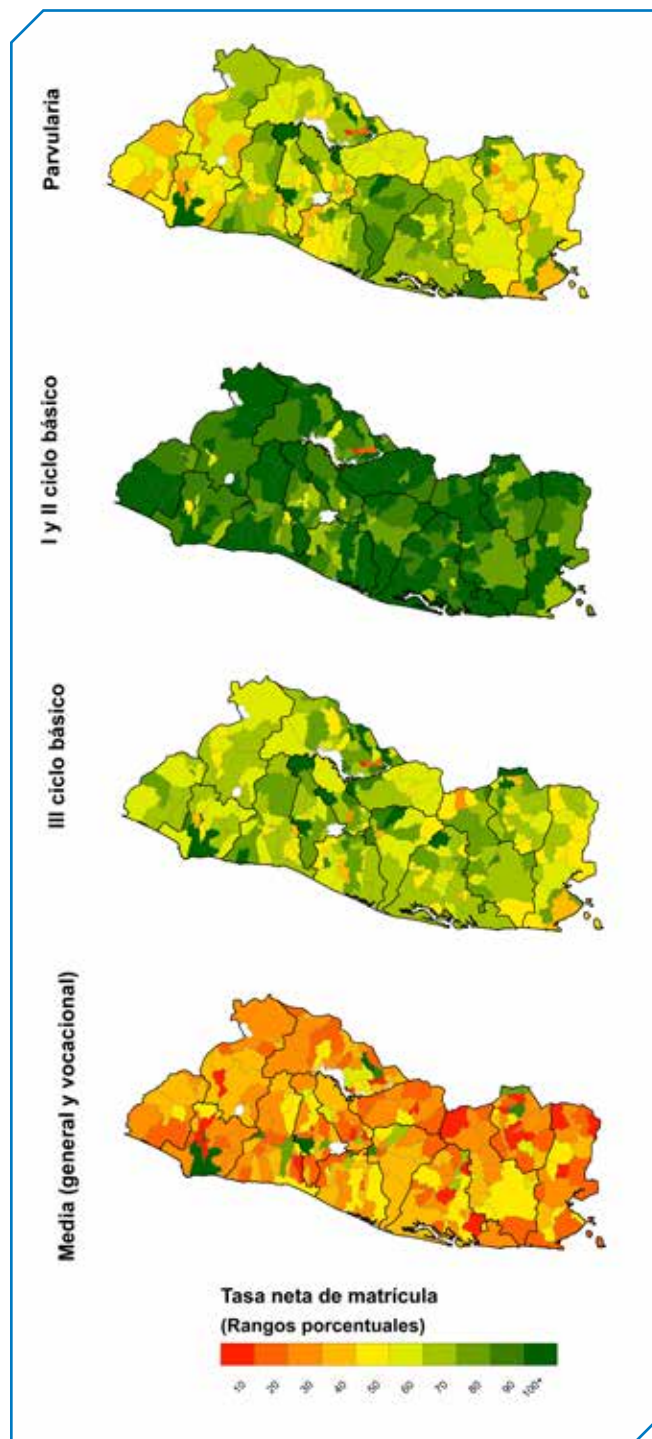 Parvularia
I y II ciclo básico
III ciclo básico
Media (general y vocacional)
Tasa neta de matrícula
(Rangos porcentuales)
10 20 30 40 50 60 70 80 90 100+